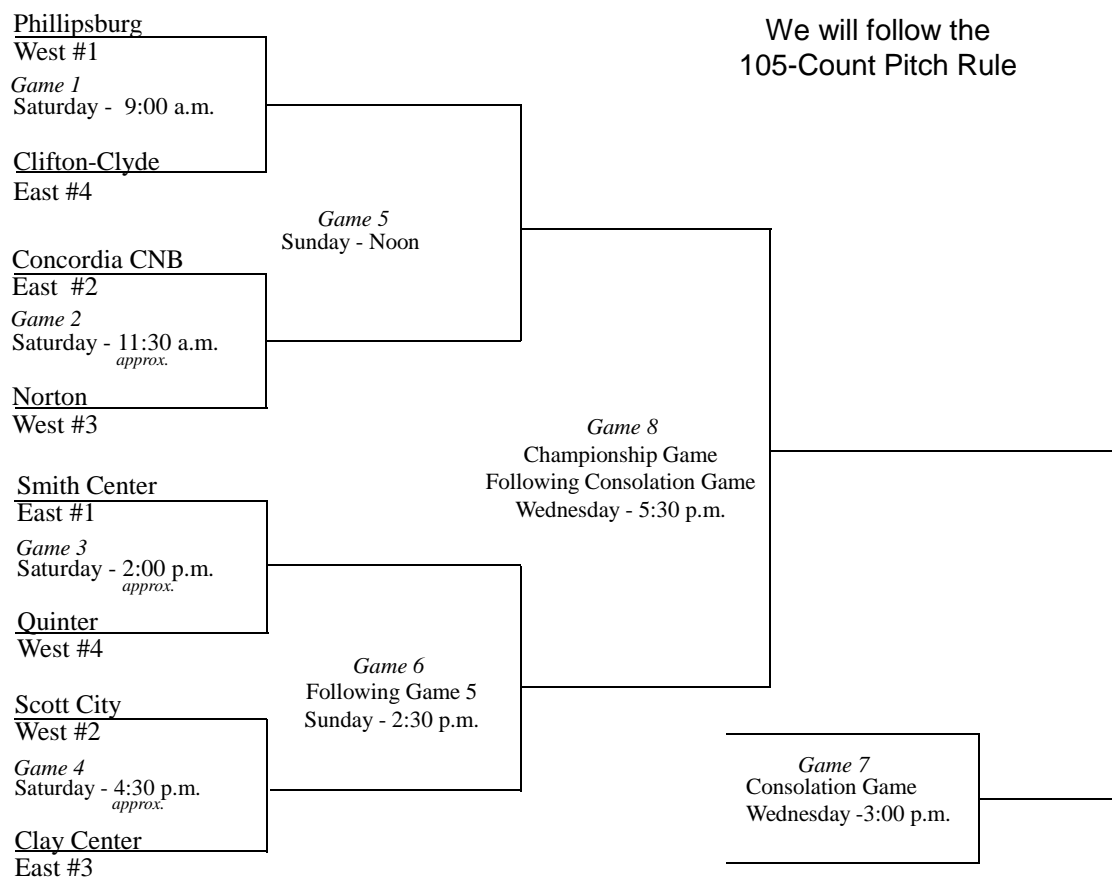 Phillipsburg
West #1
Game 1
Saturday - 9:00 a.m.
Clifton-Clyde
East #4
Concordia CNB
East #2
Game 2
Saturday - 11:30 a.m.
approx.
Norton
West #3
Smith Center
East #1
Game 3
Saturday - 2:00 p.m.
approx.
Quinter
West #4
Scott City
West #2
Game 4
Saturday - 4:30 p.m.
approx.
Clay Center
East #3
Game 5
Sunday - Noon
Game 6
Following Game 5
Sunday - 2:30 p.m.
Game 8
Championship Game
Following Consolation Game
Wednesday - 5:30 p.m.
We will follow the
105-Count Pitch Rule
Game 7
Consolation Game
Wednesday -3:00 p.m.